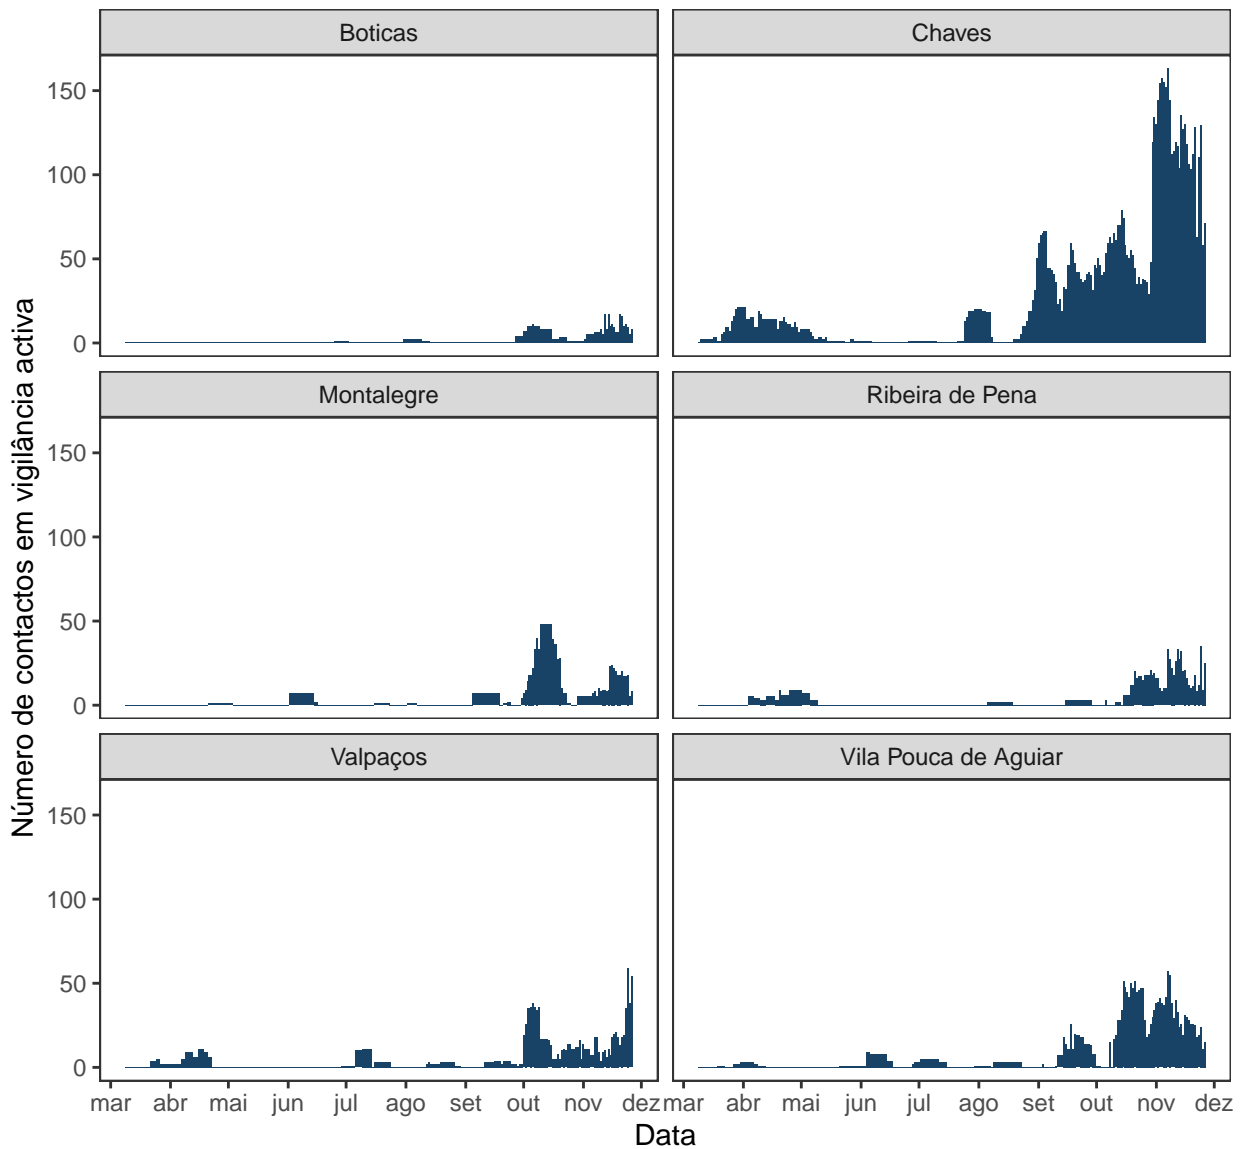 Boticas
Chaves
150
100
50
0
Montalegre
Ribeira de Pena
150
100
50
0
Valpaços
Vila Pouca de Aguiar
150
100
50
0
mar abr mai jun jul ago set out nov dez
mar abr mai jun jul ago set out nov dez
Data
Número de contactos em vigilância activa